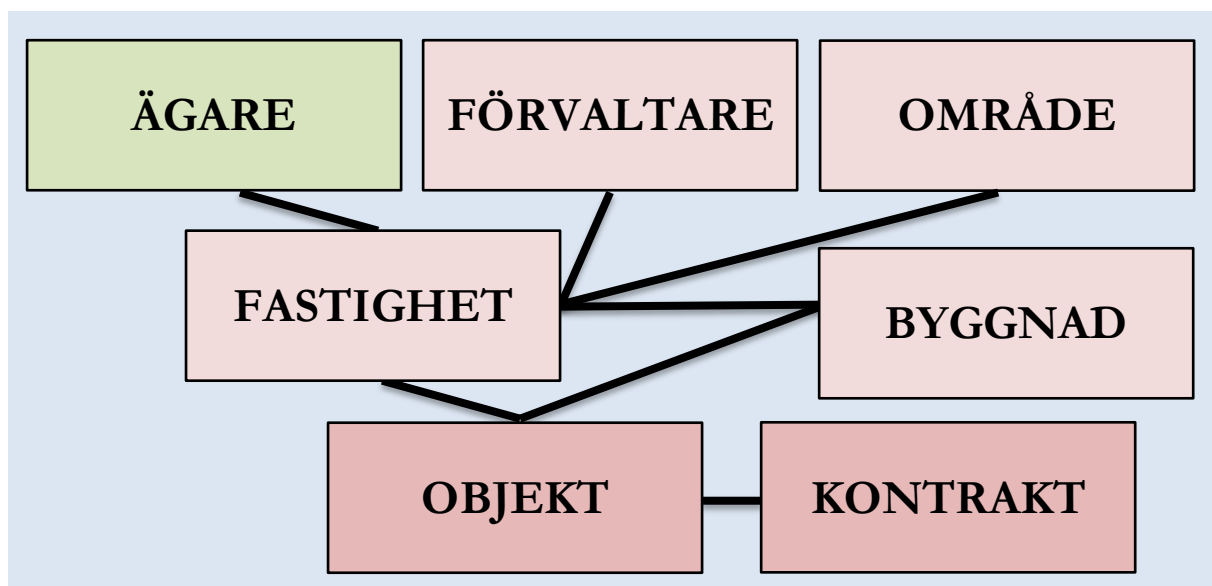 ÄGARE
FÖRVALTARE
OMRÅDE
FASTIGHET
BYGGNAD
OBJEKT
KONTRAKT